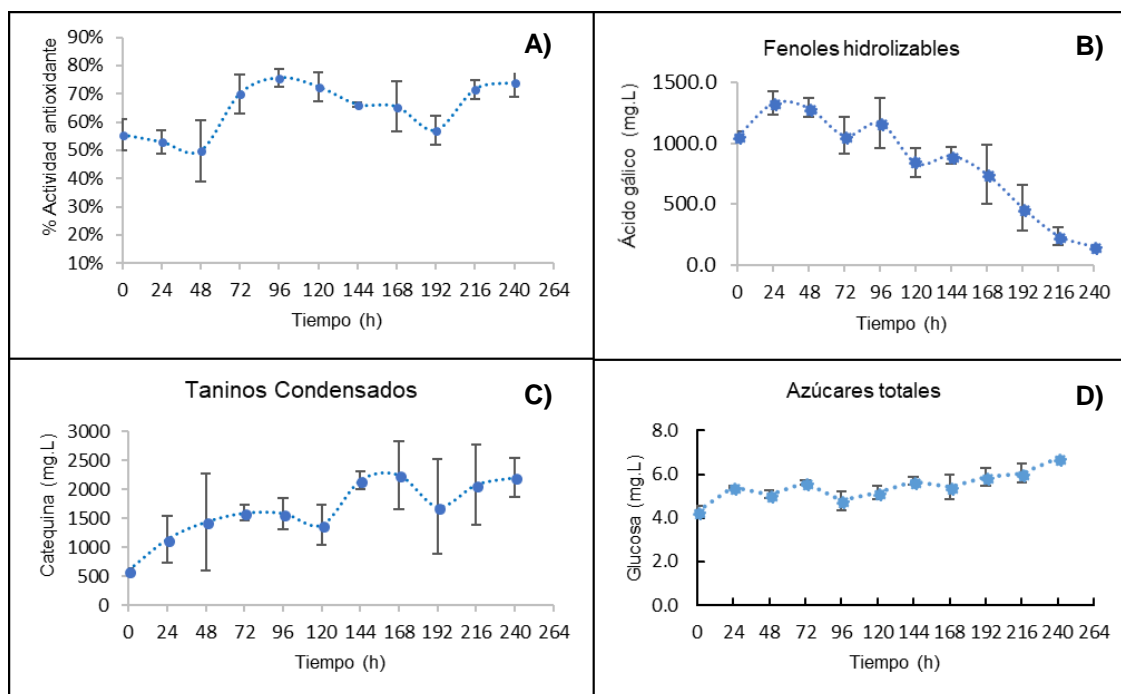 A)
90%
80%
70%
60%
50%
40%
30%
20%
10%
% Actividad antioxidante
0 24 48 72 96 120 144 168 192 216 240 264
Tiempo (h)
B)
Fenoles hidrolizables
1500.0
1000.0
500.0
0.0
Ácido gálico (mg.L)
0 24 48 72 96 120 144 168 192 216 240
Tiempo (h)
C)
Taninos Condensados
3000
2500
2000
1500
1000
500
0
Catequina (mg.L)
0 24 48 72 96 120 144 168 192 216 240 264
Tiempo (h)
D)
Azúcares totales
8.0
6.0
4.0
2.0
0.0
Glucosa (mg.L)
0 24 48 72 96 120 144 168 192 216 240 264
Tiempo (h)